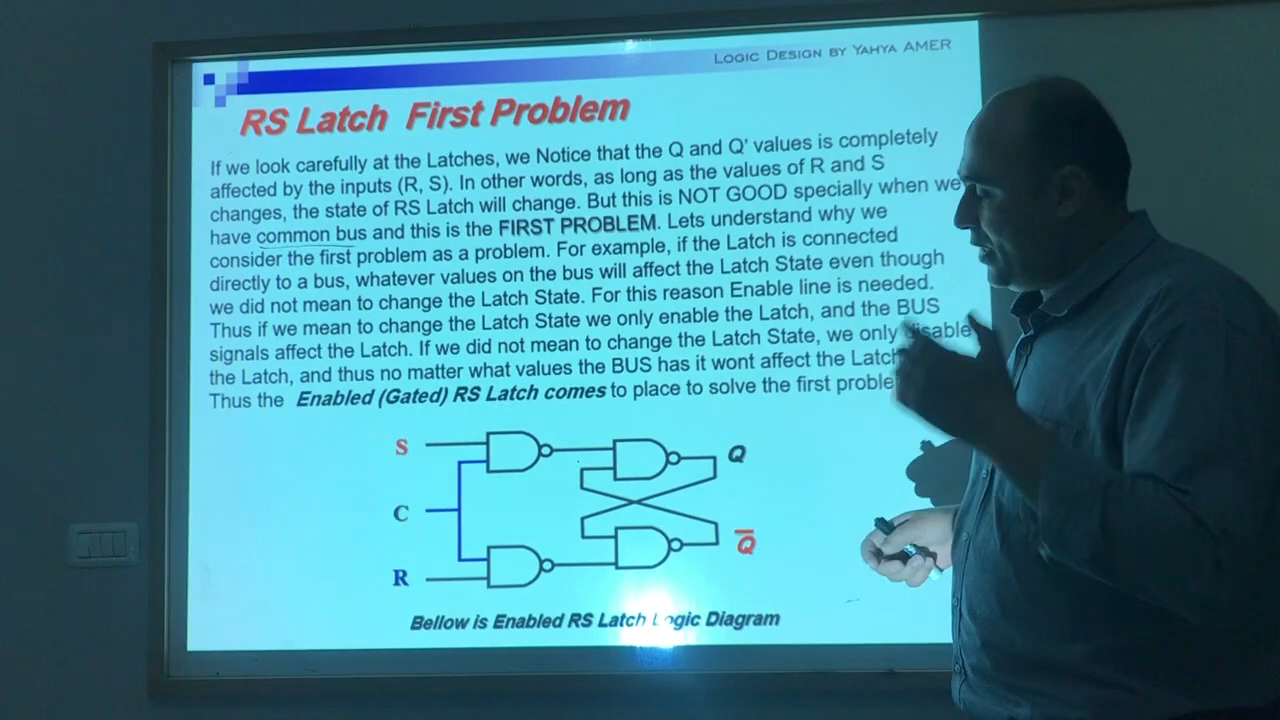 LOGIC DESIGN BY YAHYA AMER
RS Latch First Problem
If we look carefully at the Latches, we Notice that the Q and Q' values is completely
affected by the inputs (R, S). In other words, as long as the values of R and S
changes, the state of RS Latch will change. But this is NOT GOOD specially when we
have common bus and this is the FIRST PROBLEM. Lets understand why we
consider the first problem as a problem. For example, if the Latch is connected
directly to a bus, whatever values on the bus will affect the Latch State even though
we did not mean to change the Latch State. For this reason Enable line is needed.
Thus if we mean to change the Latch State we only enable the Latch, and the BUS
signals affect the Latch. If we did not mean to change the Latch State, we only disable
the Latch, and thus no matter what values the BUS has it wont affect the Latch
Thus the Enabled (Gated) RS Latch comes to place to solve the first proble
S
Q
C
Q̅
R
Bellow is Enabled RS Latch Logic Diagram